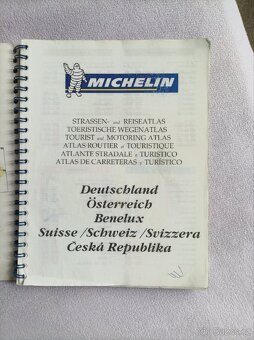 MICHELIN
STRASSEN- und REISEATLAS
TOERISTISCHE WEGENATLAS
TOURIST and MOTORING ATLAS
ATLAS ROUTIER et TOURISTIQUE
ATLANTE STRADALE e TURISTICO
ATLAS DE CARRETERAS y TURÍSTICO
Deutschland
Österreich
Benelux
Suisse /Schweiz /Svizzera
Česká Republika